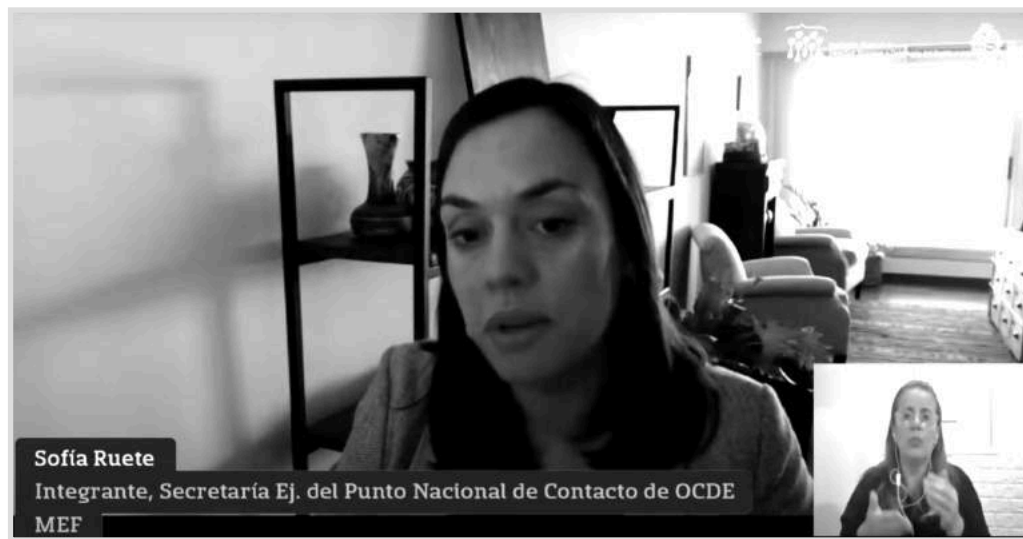 Sofía Ruete
Integrante, Secretaría Ej. del Punto Nacional de Contacto de OCDE
MEF